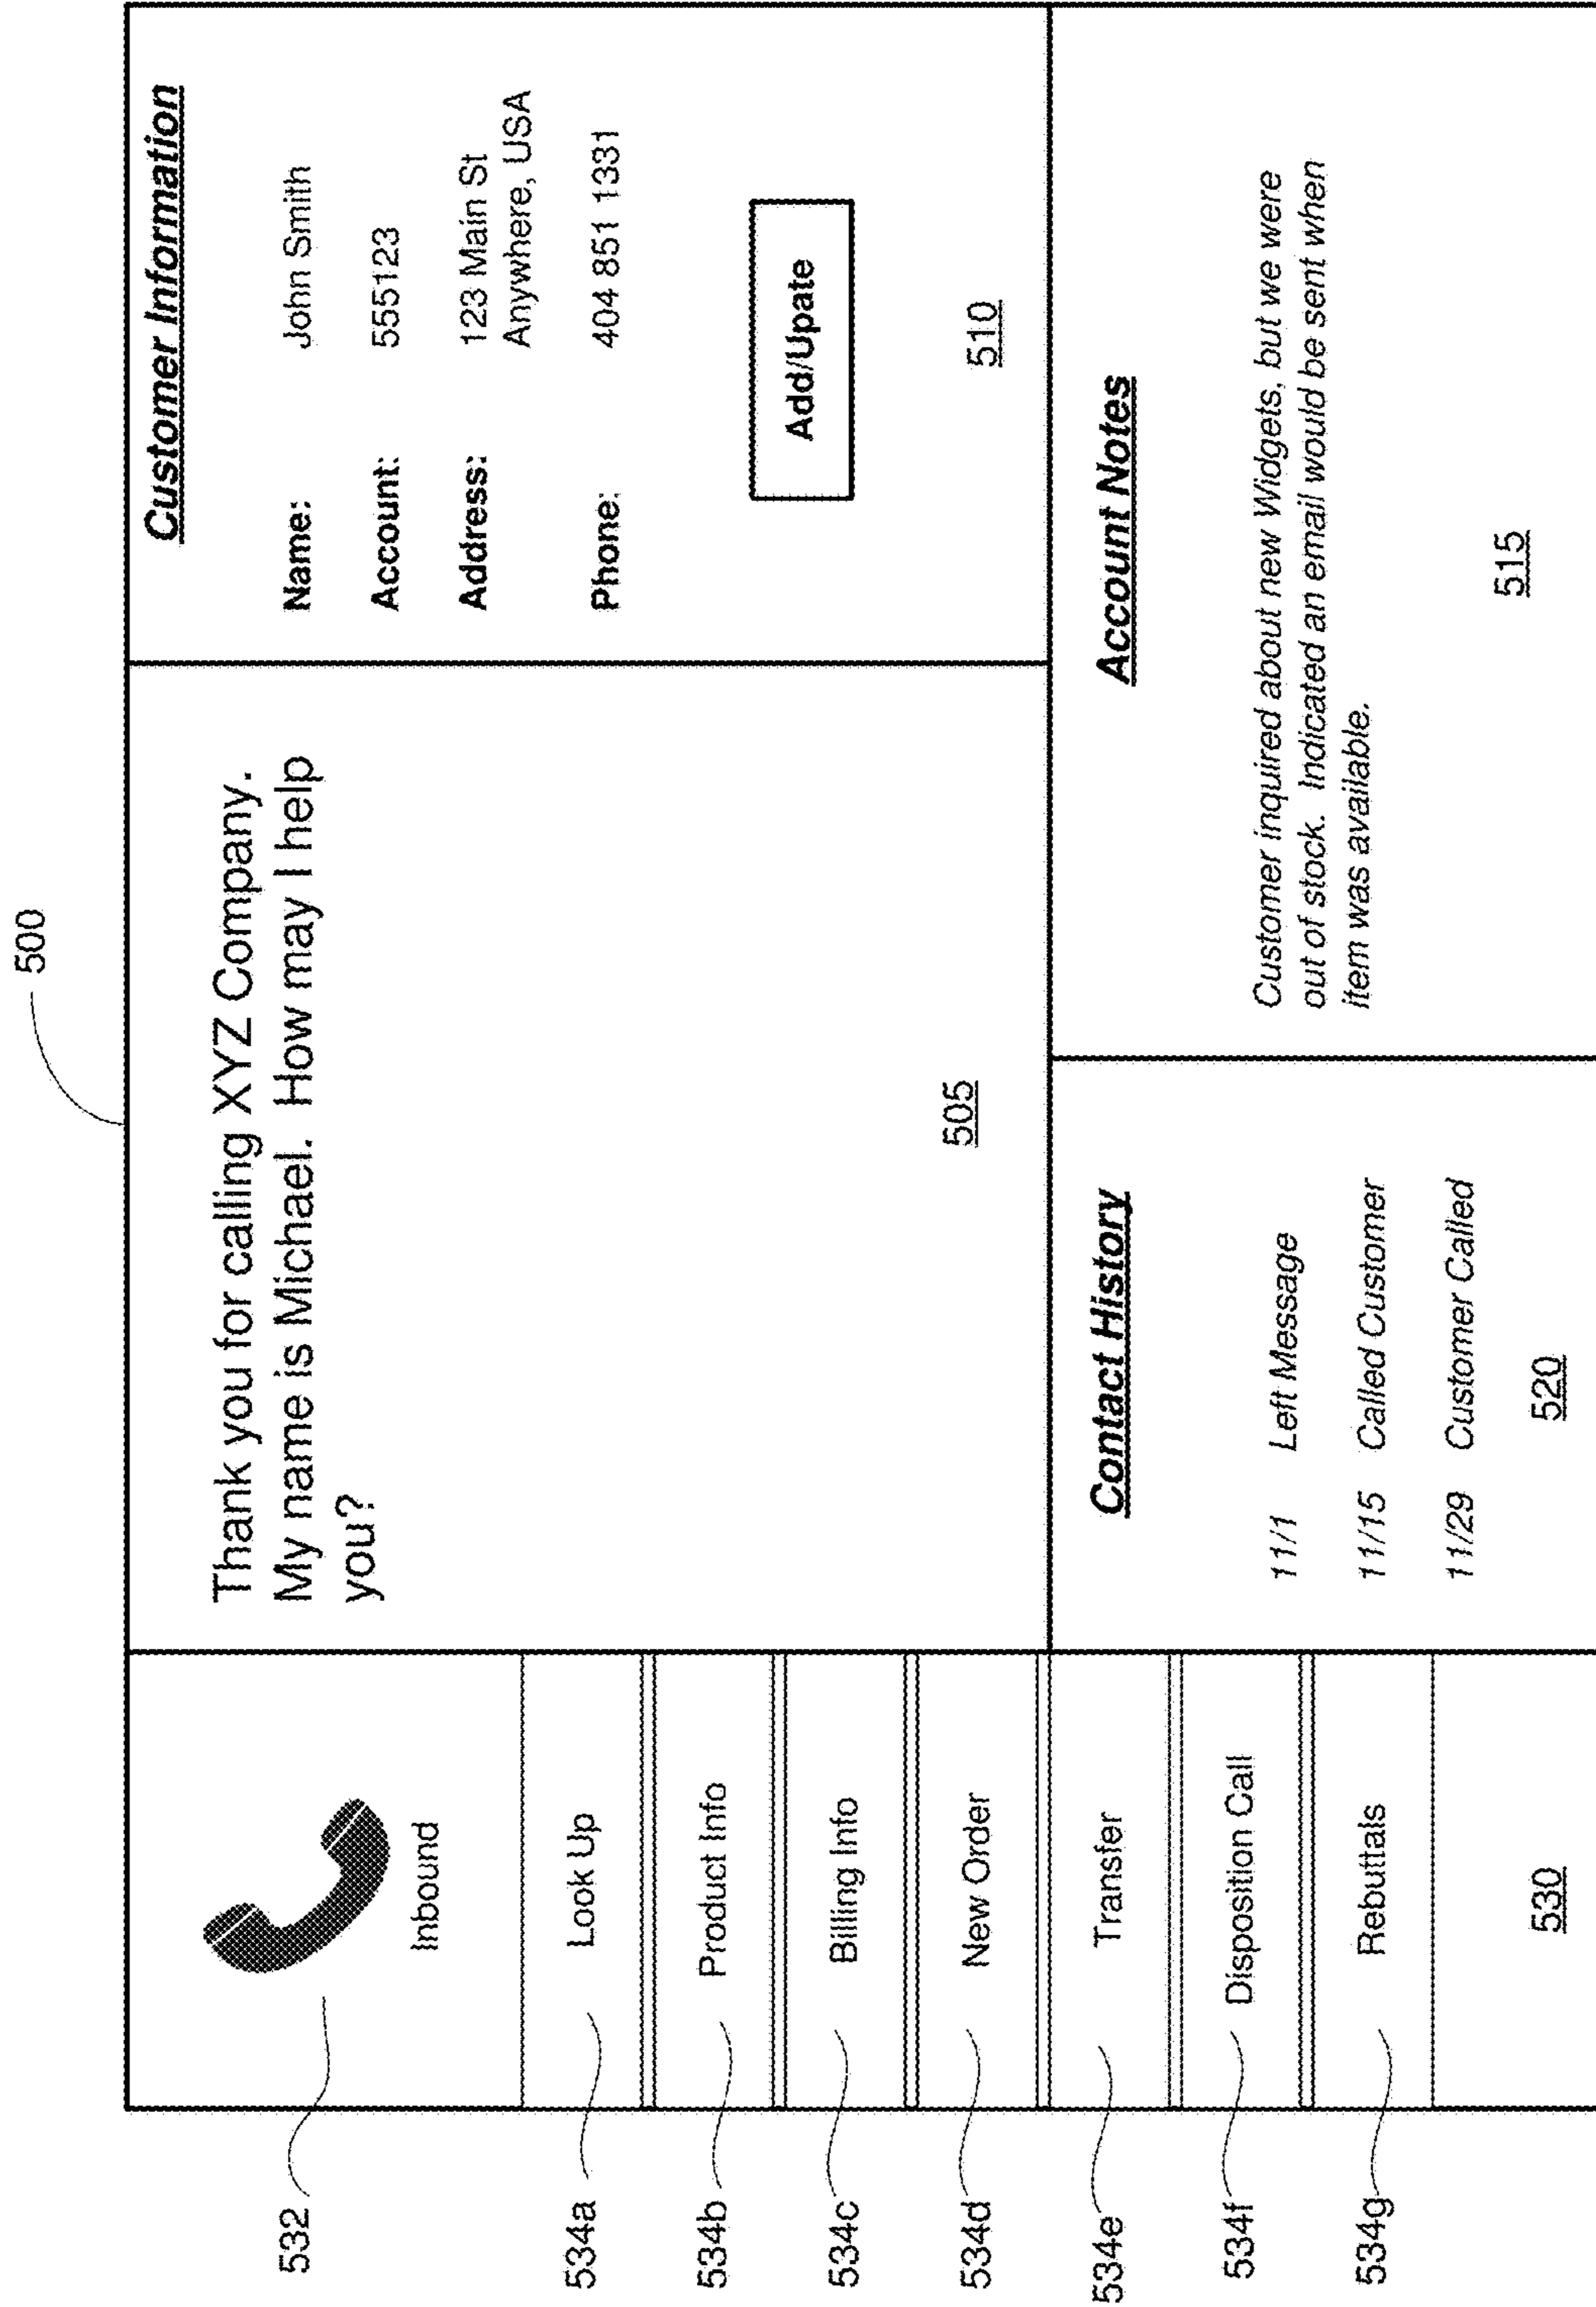 500
532
Inbound
534a
Look Up
534b
Product Info
534c
Billing Info
534d
New Order
534e
Transfer
534f
Disposition Call
534g
Rebuttals
530
Thank you for calling XYZ Company.
My name is Michael. How may I help
you?
505
Customer Information
Name: John Smith
Account: 555123
Address: 123 Main St
Anywhere, USA
Phone: 404 851 1331
Add/Upate
510
Contact History
11/1 Left Message
11/15 Called Customer
11/29 Customer Called
520
Account Notes
Customer inquired about new Widgets, but we were
out of stock. Indicated an email would be sent when
item was available.
515